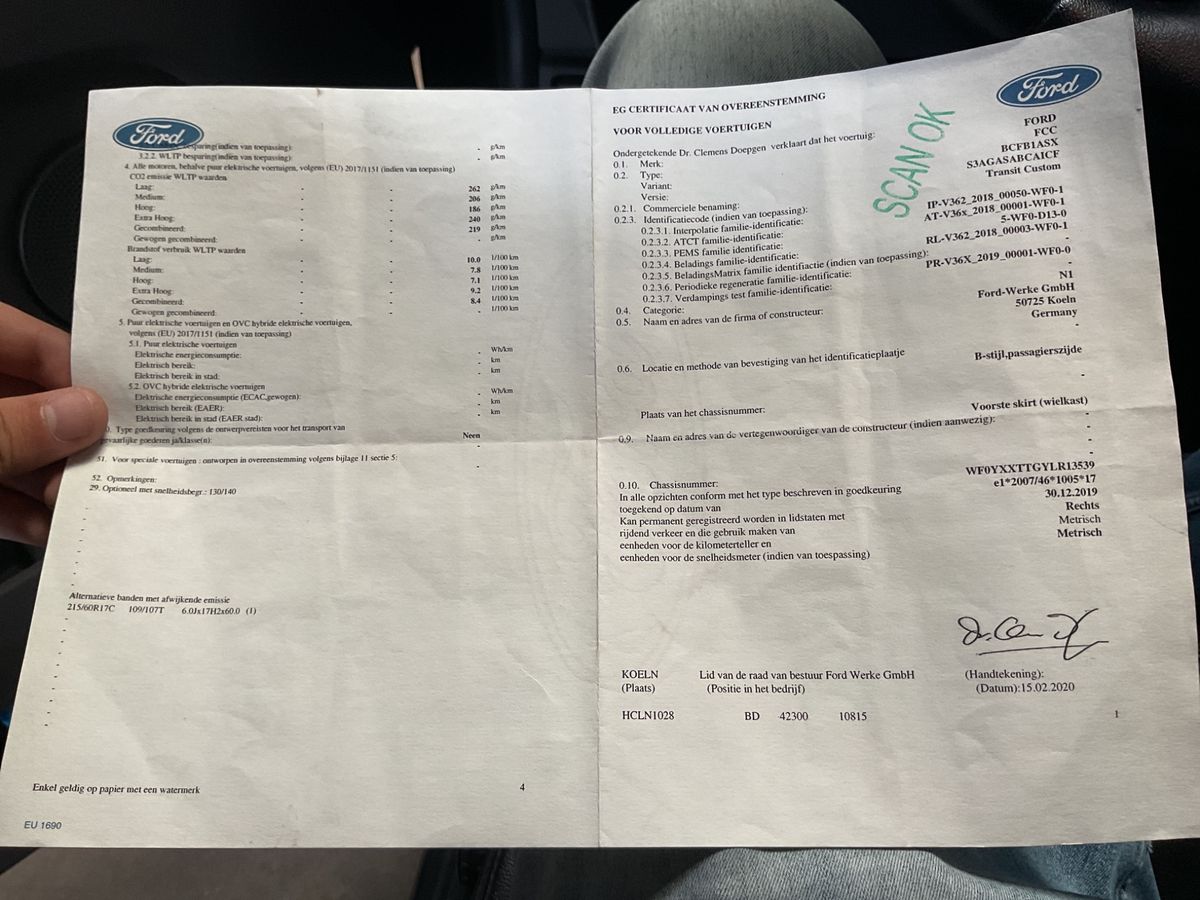 Ford
besparing(indien van toepassing): - g/km
3.2.2. WLTP besparing(indien van toepassing): - g/km
4. Alle motoren, behalve puur elektrische voertuigen, volgens (EU) 2017/1151 (indien van toepassing)
CO2 emissie WLTP waarden
Laag: - - 262 g/km
Medium: - - 206 g/km
Hoog: - - 186 g/km
Extra Hoog: - - 240 g/km
Gecombineerd: - - 219 g/km
Gewogen gecombineerd: - g/km
Brandstof verbruik WLTP waarden
Laag: - - 10.0 l/100 km
Medium: - - 7.8 l/100 km
Hoog: - - 7.1 l/100 km
Extra Hoog: - - 9.2 l/100 km
Gecombineerd: - - 8.4 l/100 km
Gewogen gecombineerd: - l/100 km
5. Puur elektrische voertuigen en OVC hybride elektrische voertuigen,
volgens (EU) 2017/1151 (indien van toepassing)
5.1. Puur elektrische voertuigen
Elektrische energieconsumptie: - Wh/km
Elektrisch bereik: - km
Elektrisch bereik in stad: - km
5.2. OVC hybride elektrische voertuigen
Elektrische energieconsumptie (ECAC,gewogen): - Wh/km
Elektrisch bereik (EAER): - km
Elektrisch bereik in stad (EAER stad): - km
Type goedkeuring volgens de ontwerpvereisten voor het transport van
gevaarlijke goederen ja/klasse(n): Neen
51. Voor speciale voertuigen : ontworpen in overeenstemming volgens bijlage 11 sectie 5: -
52. Opmerkingen:
29. Optioneel met snelheidsbegr.: 130/140
Alternatieve banden met afwijkende emissie
215/60R17C 109/107T 6.0Jx17H2x60.0 (1)
Enkel geldig op papier met een watermerk 4
EU 1690
EG CERTIFICAAT VAN OVEREENSTEMMING
Ford
VOOR VOLLEDIGE VOERTUIGEN
SCAN OK
Ondergetekende Dr. Clemens Doepgen verklaart dat het voertuig:
0.1. Merk: FORD
0.2. Type: FCC
Variant: BCFB1ASX
Versie: S3AGASABCAICF
0.2.1. Commerciele benaming: Transit Custom
0.2.3. Identificatiecode (indien van toepassing):
0.2.3.1. Interpolatie familie-identificatie: IP-V362_2018_00050-WF0-1
0.2.3.2. ATCT familie-identificatie: AT-V36x_2018_00001-WF0-1
0.2.3.3. PEMS familie identificatie: 5-WF0-D13-0
0.2.3.4. Beladings familie-identificatie: RL-V362_2018_00003-WF0-1
0.2.3.5. BeladingsMatrix familie identifiactie (indien van toepassing): -
0.2.3.6. Periodieke regeneratie familie-identificatie: PR-V36X_2019_00001-WF0-0
0.2.3.7. Verdampings test familie-identificatie: -
0.4. Categorie: N1
0.5. Naam en adres van de firma of constructeur: Ford-Werke GmbH
50725 Koeln
Germany
-
0.6. Locatie en methode van bevestiging van het identificatieplaatje B-stijl,passagierszijde
-
Plaats van het chassisnummer: Voorste skirt (wielkast)
0.9. Naam en adres van de vertegenwoordiger van de constructeur (indien aanwezig): -
-
-
0.10. Chassisnummer: WF0YXXTTGYLR13539
In alle opzichten conform met het type beschreven in goedkeuring e1*2007/46*1005*17
toegekend op datum van 30.12.2019
Kan permanent geregistreerd worden in lidstaten met
rijdend verkeer en die gebruik maken van Rechts
eenheden voor de kilometerteller en Metrisch
eenheden voor de snelheidsmeter (indien van toespassing) Metrisch
KOELN Lid van de raad van bestuur Ford Werke GmbH (Handtekening):
(Plaats) (Positie in het bedrijf) (Datum):15.02.2020
HCLN1028 BD 42300 10815 1